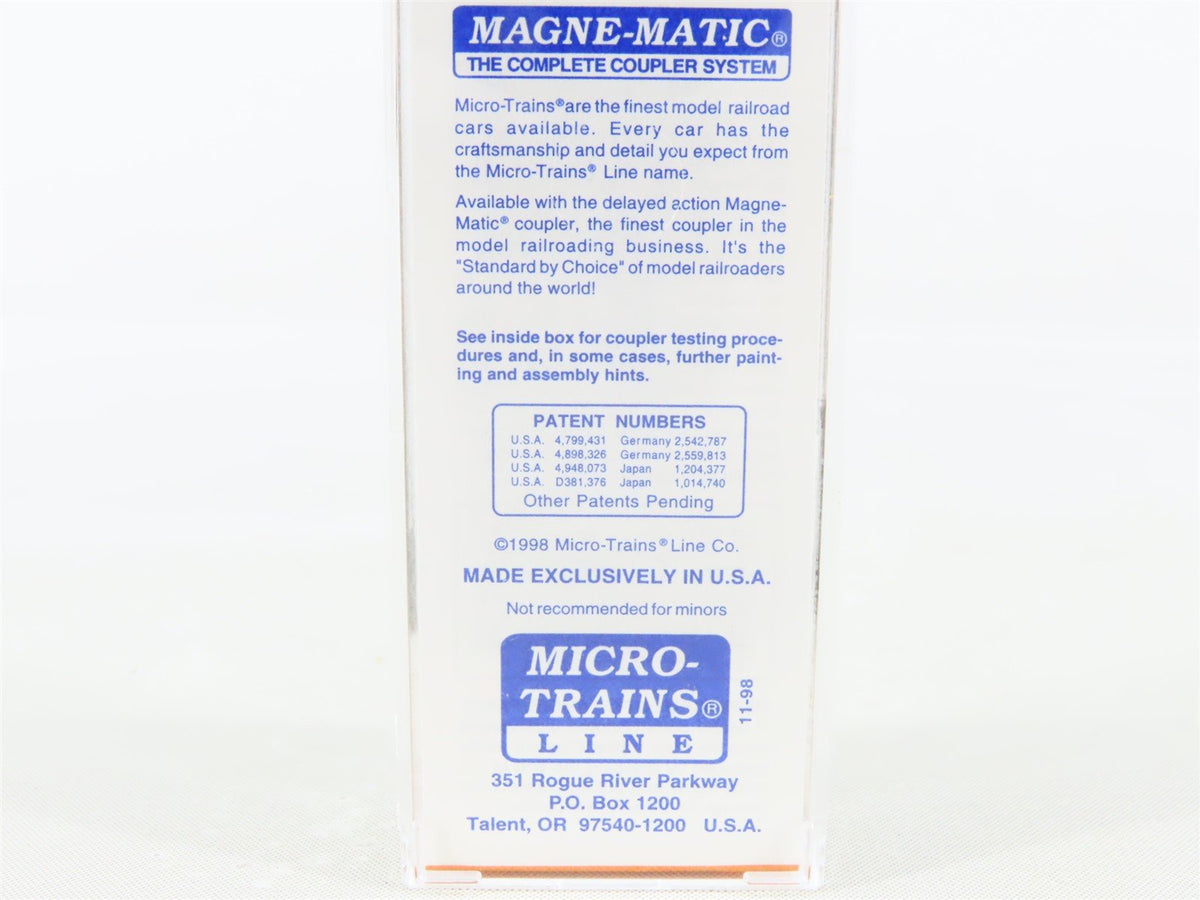 MAGNE-MATIC®
THE COMPLETE COUPLER SYSTEM
Micro-Trains® are the finest model railroad
cars available. Every car has the
craftsmanship and detail you expect from
the Micro-Trains® Line name.
Available with the delayed action Magne-
Matic® coupler, the finest coupler in the
model railroading business. It's the
"Standard by Choice" of model railroaders
around the world!
See inside box for coupler testing proce-
dures and, in some cases, further paint-
ing and assembly hints.
PATENT NUMBERS
U.S.A. 4,799,431 Germany 2,542,787
U.S.A. 4,898,326 Germany 2,559,813
U.S.A. 4,948,073 Japan 1,204,377
U.S.A. D381,376 Japan 1,014,740
Other Patents Pending
©1998 Micro-Trains® Line Co.
MADE EXCLUSIVELY IN U.S.A.
Not recommended for minors
MICRO-
TRAINS®
LINE
11-98
351 Rogue River Parkway
P.O. Box 1200
Talent, OR 97540-1200 U.S.A.